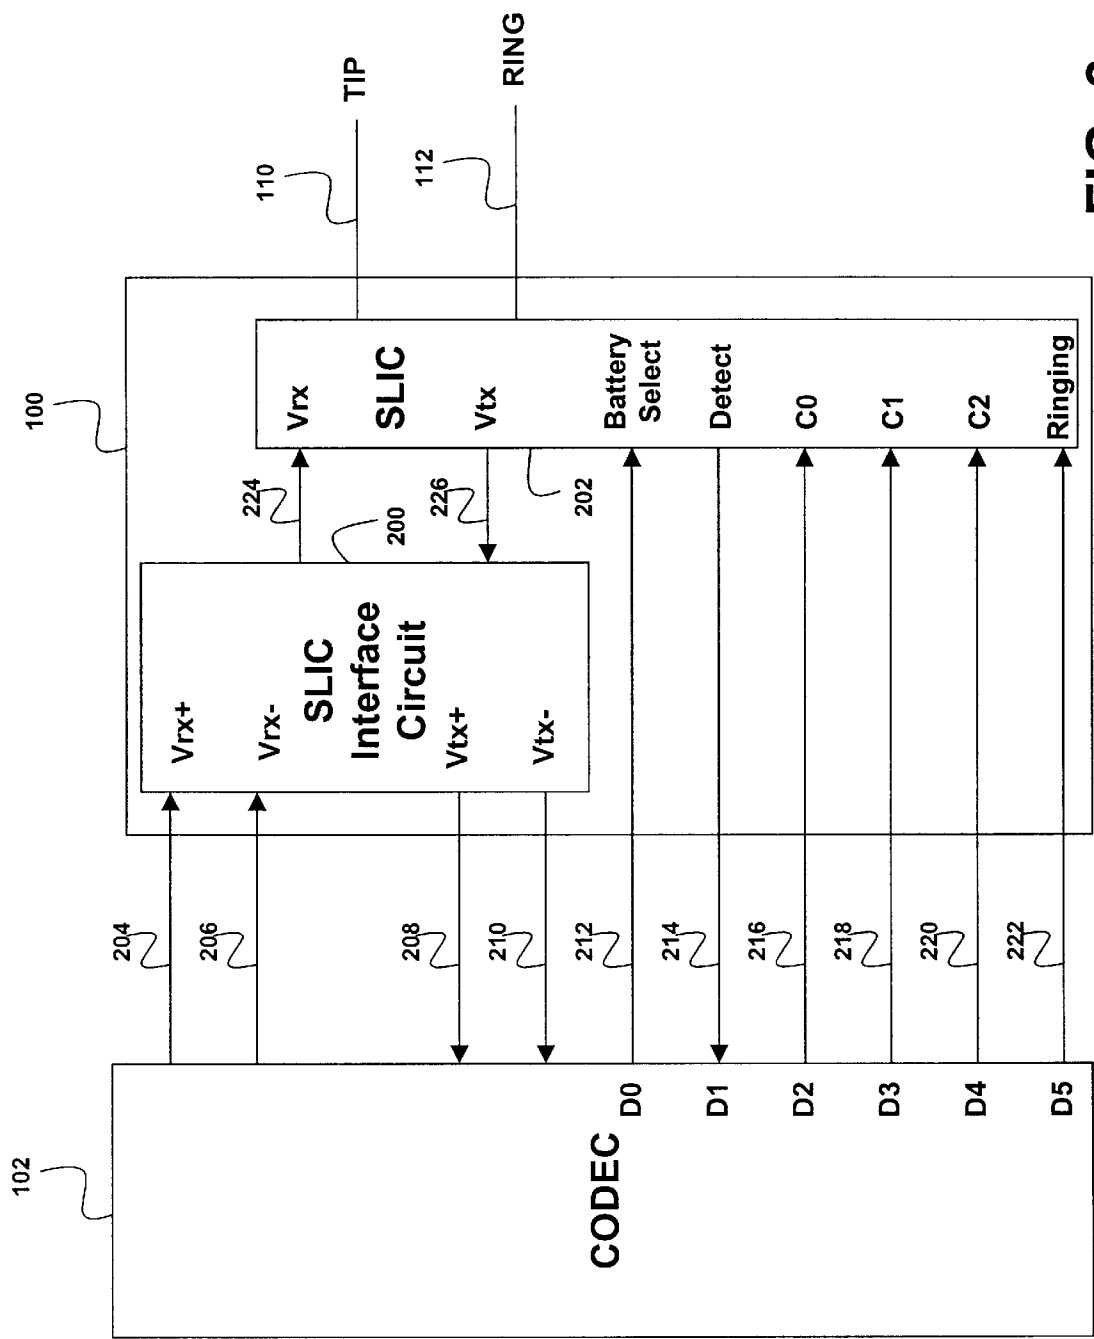 102
CODEC
D0
D1
D2
D3
D4
D5
204
206
208
210
212
214
216
218
220
222
100
Vrx+
Vrx-
SLIC
Interface
Circuit
Vtx+
Vtx-
200
224
226
202
Vrx
SLIC
Vtx
Battery
Select
Detect
C0
C1
C2
Ringing
110
TIP
112
RING
FIG.